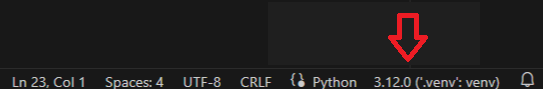 Ln 23, Col 1 Spaces: 4 UTF-8 CRLF Python 3.12.0 ('.venv': venv)